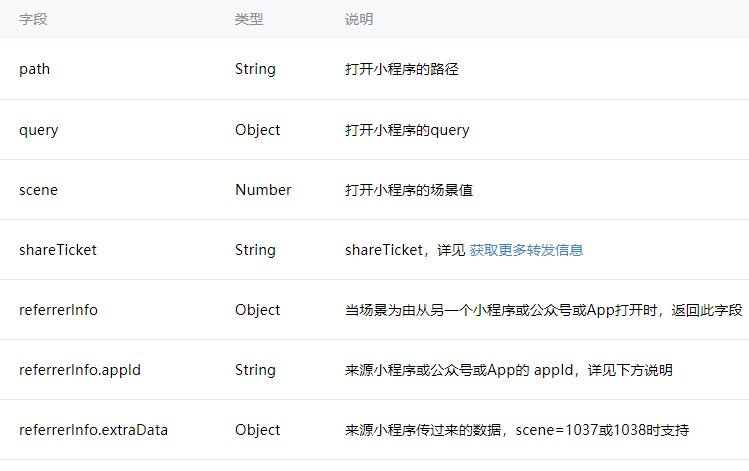 字段 类型 说明
path String 打开小程序的路径
query Object 打开小程序的query
scene Number 打开小程序的场景值
shareTicket String shareTicket，详见 获取更多转发信息
referrerInfo Object 当场景为由从另一个小程序或公众号或App打开时，返回此字段
referrerInfo.appId String 来源小程序或公众号或App的 appId，详见下方说明
referrerInfo.extraData Object 来源小程序传过来的数据，scene=1037或1038时支持